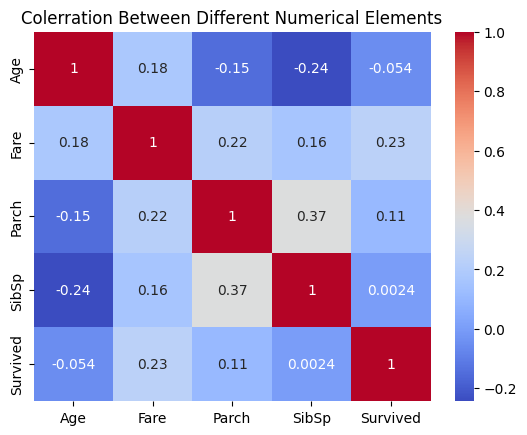 Colerration Between Different Numerical Elements
Age 1 0.18 -0.15 -0.24 -0.054
Fare 0.18 1 0.22 0.16 0.23
Parch -0.15 0.22 1 0.37 0.11
SibSp -0.24 0.16 0.37 1 0.0024
Survived -0.054 0.23 0.11 0.0024 1
Age Fare Parch SibSp Survived
1.0
0.8
0.6
0.4
0.2
0.0
−0.2